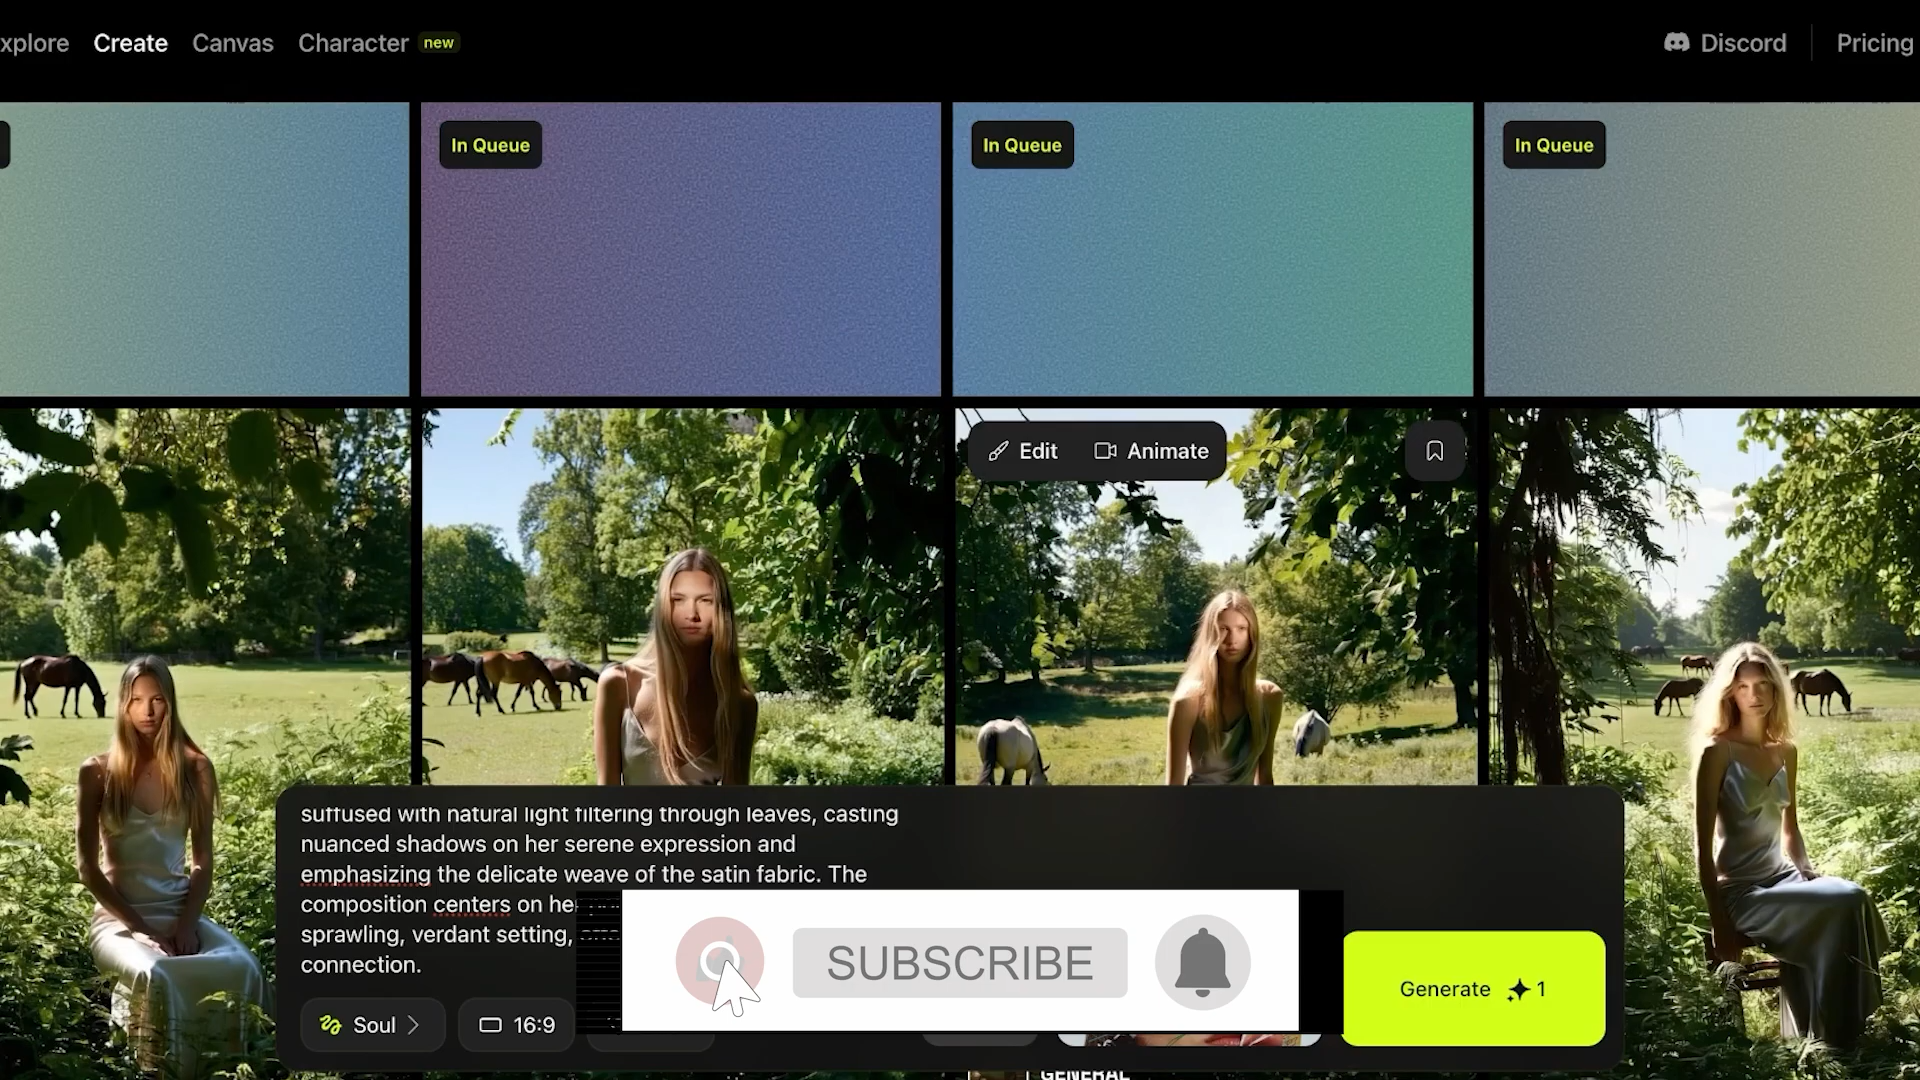 xplore Create Canvas Character new Discord Pricing
In Queue In Queue In Queue
Edit Animate
suffused with natural light filtering through leaves, casting
nuanced shadows on her serene expression and
emphasizing the delicate weave of the satin fabric. The
composition centers on he
sprawling, verdant setting,
connection.
SUBSCRIBE
Generate 1
Soul 16:9
GENERAL